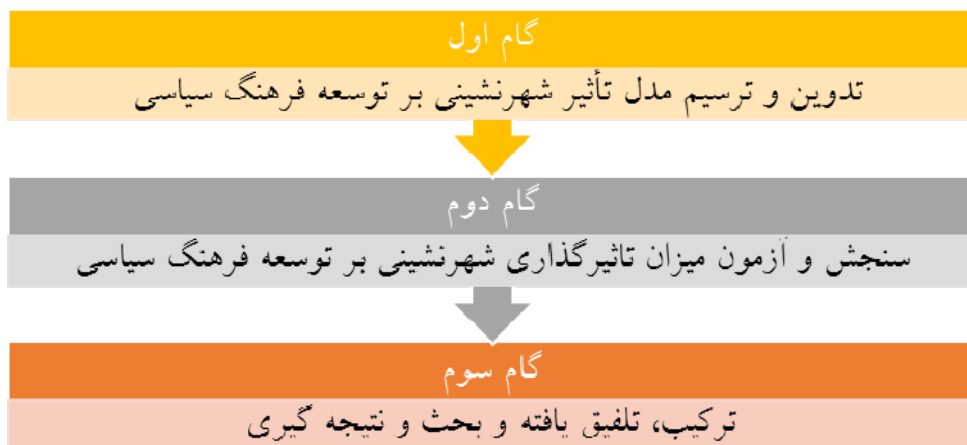 گام اول
تدوین و ترسیم مدل تأثیر شهرنشینی بر توسعه فرهنگ سیاسی
گام دوم
سنجش و آزمون میزان تاثیرگذاری شهرنشینی بر توسعه فرهنگ سیاسی
گام سوم
ترکیب، تلفیق یافته و بحث و نتیجه گیری